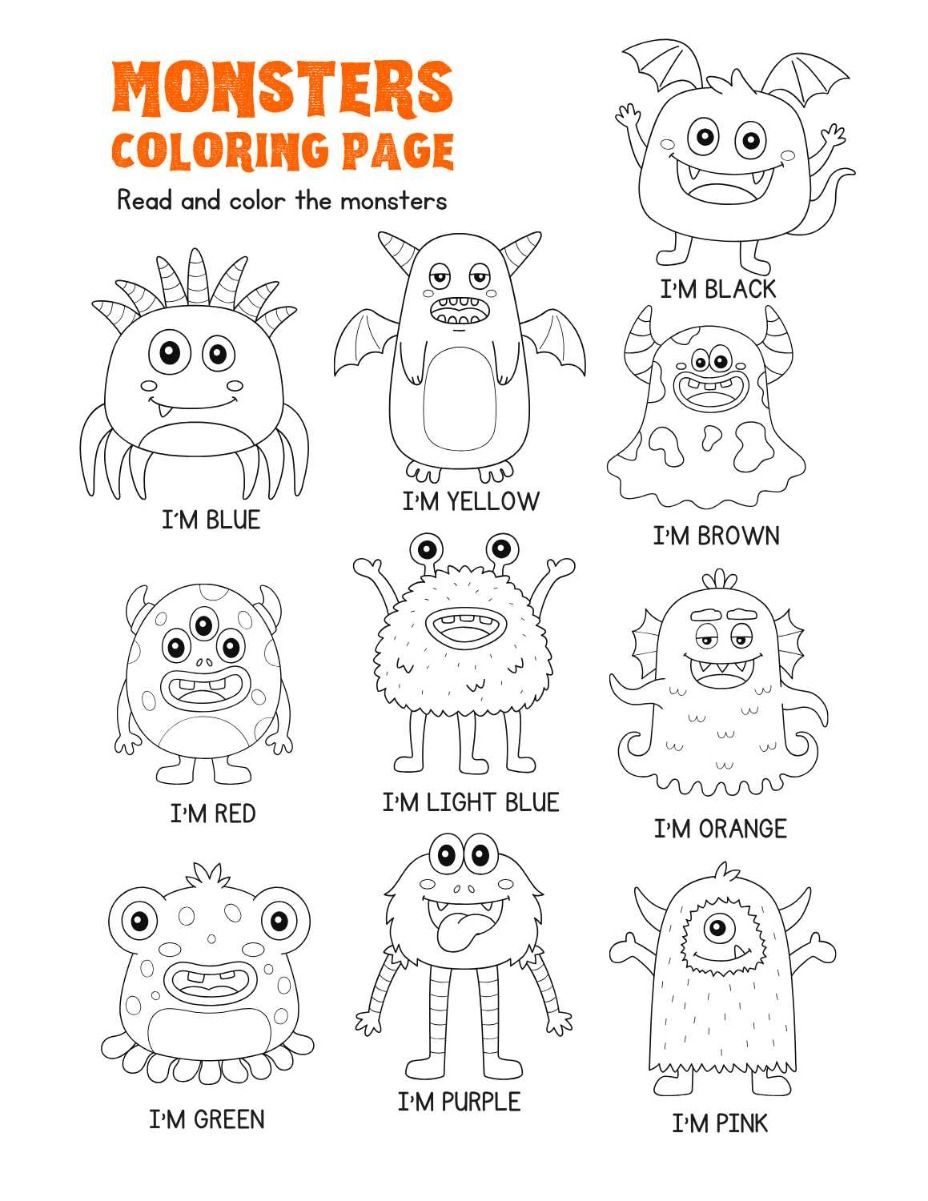 MONSTERS
COLORING PAGE
Read and color the monsters
I'M BLACK
I'M BLUE
I'M YELLOW
I'M BROWN
I'M RED
I'M LIGHT BLUE
I'M ORANGE
I'M GREEN
I'M PURPLE
I'M PINK